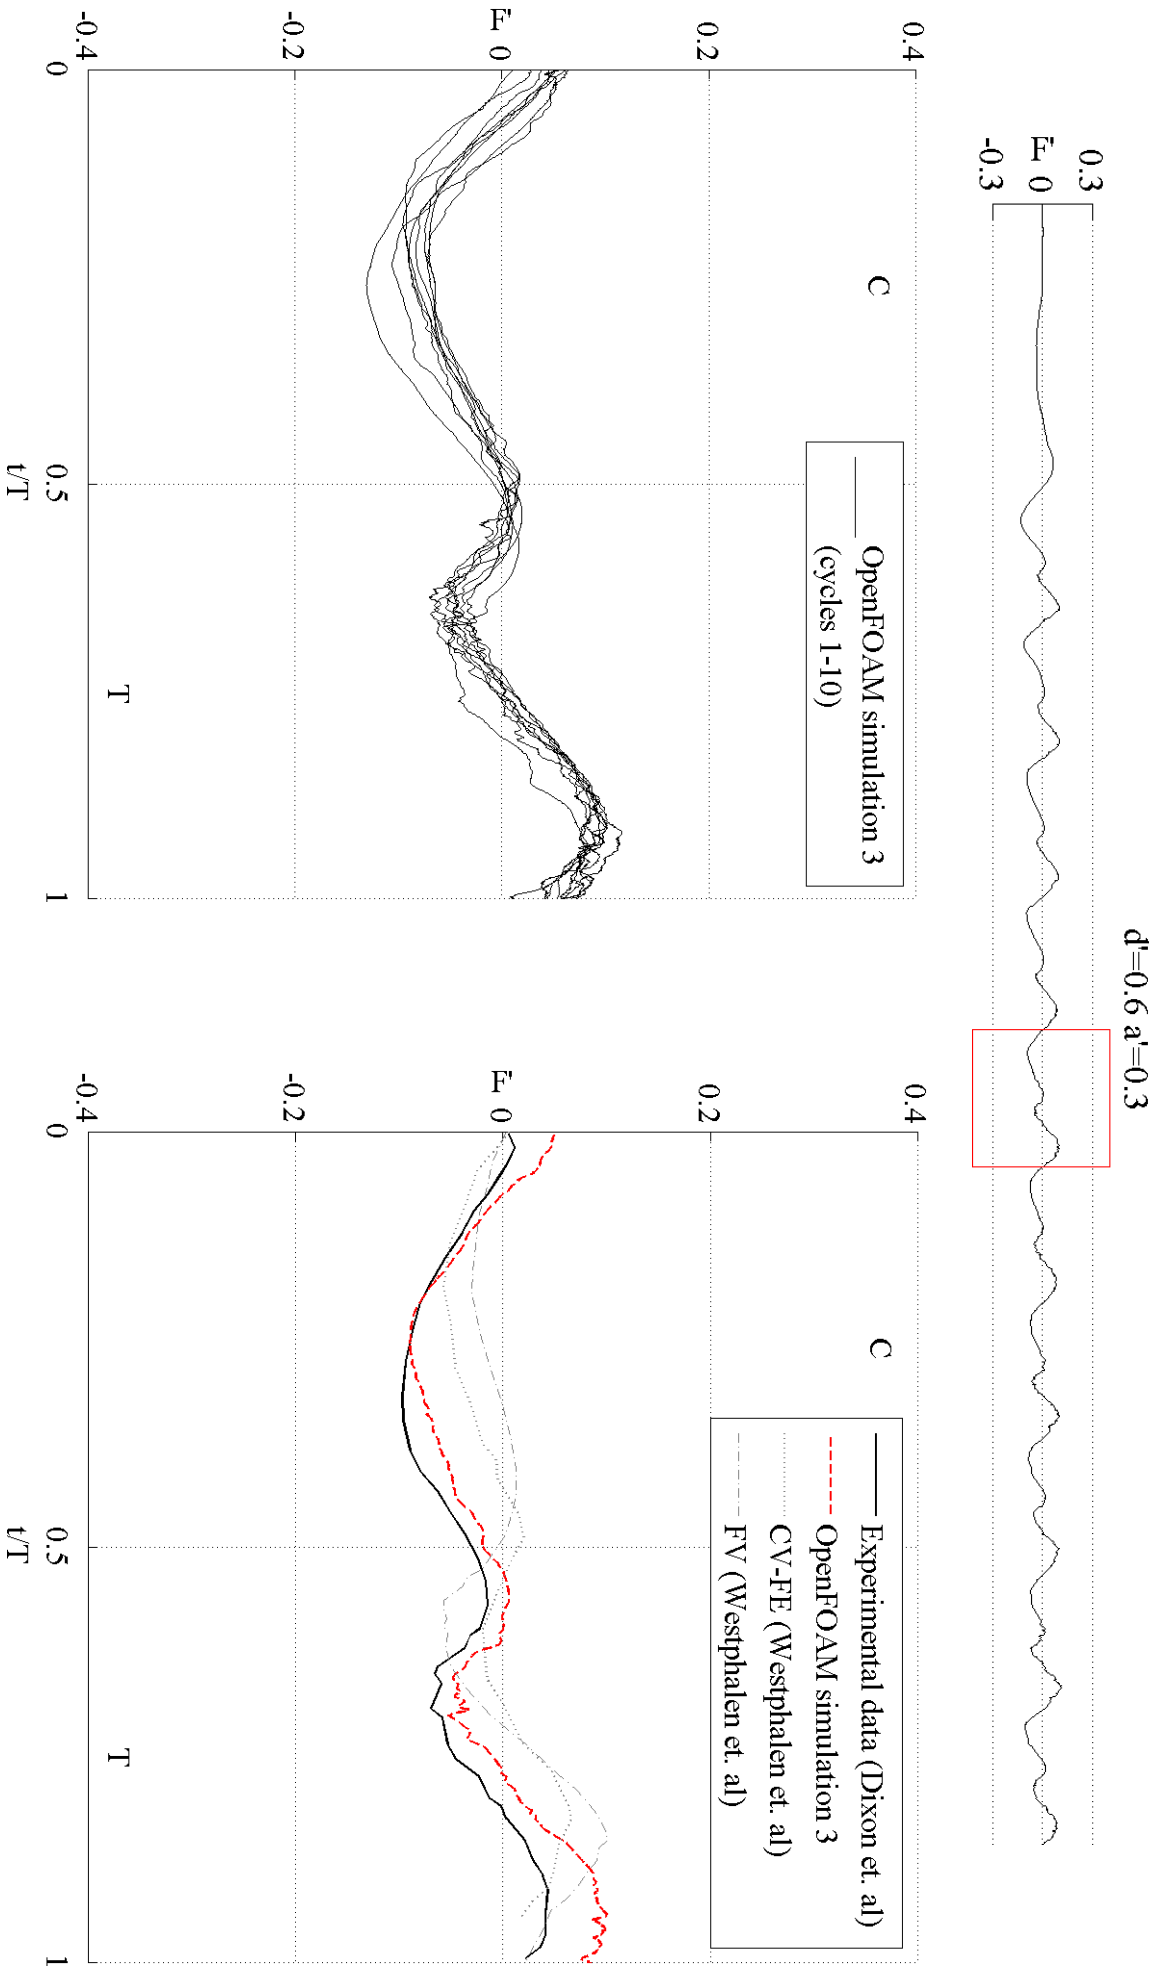 d'=0.6 a'=0.3
0.3
F' 0
-0.3
0.4
0.2
F' 0
-0.2
-0.4
0
0.5
1
t/T
C
T
OpenFOAM simulation 3
(cycles 1-10)
0.4
0.2
F' 0
-0.2
-0.4
0
0.5
1
t/T
C
T
Experimental data (Dixon et. al)
OpenFOAM simulation 3
CV-FE (Westphalen et. al)
FV (Westphalen et. al)